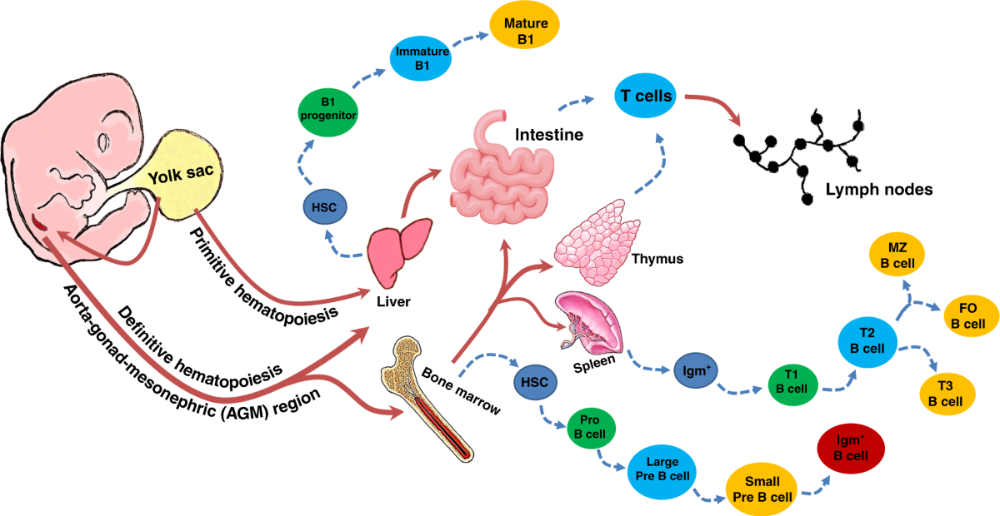 Mature
B1
Immature
B1
B1
progenitor
T cells
Intestine
Yolk sac
HSC
Lymph nodes
Primitive hematopoiesis
Liver
Thymus
MZ
B cell
FO
B cell
Definitive hematopoiesis
Aorta-gonad-mesonephric (AGM) region
Bone marrow
Spleen
HSC
Igm+
T1
B cell
T2
B cell
T3
B cell
Pro
B cell
Large
Pre B cell
Small
Pre B cell
Igm+
B cell